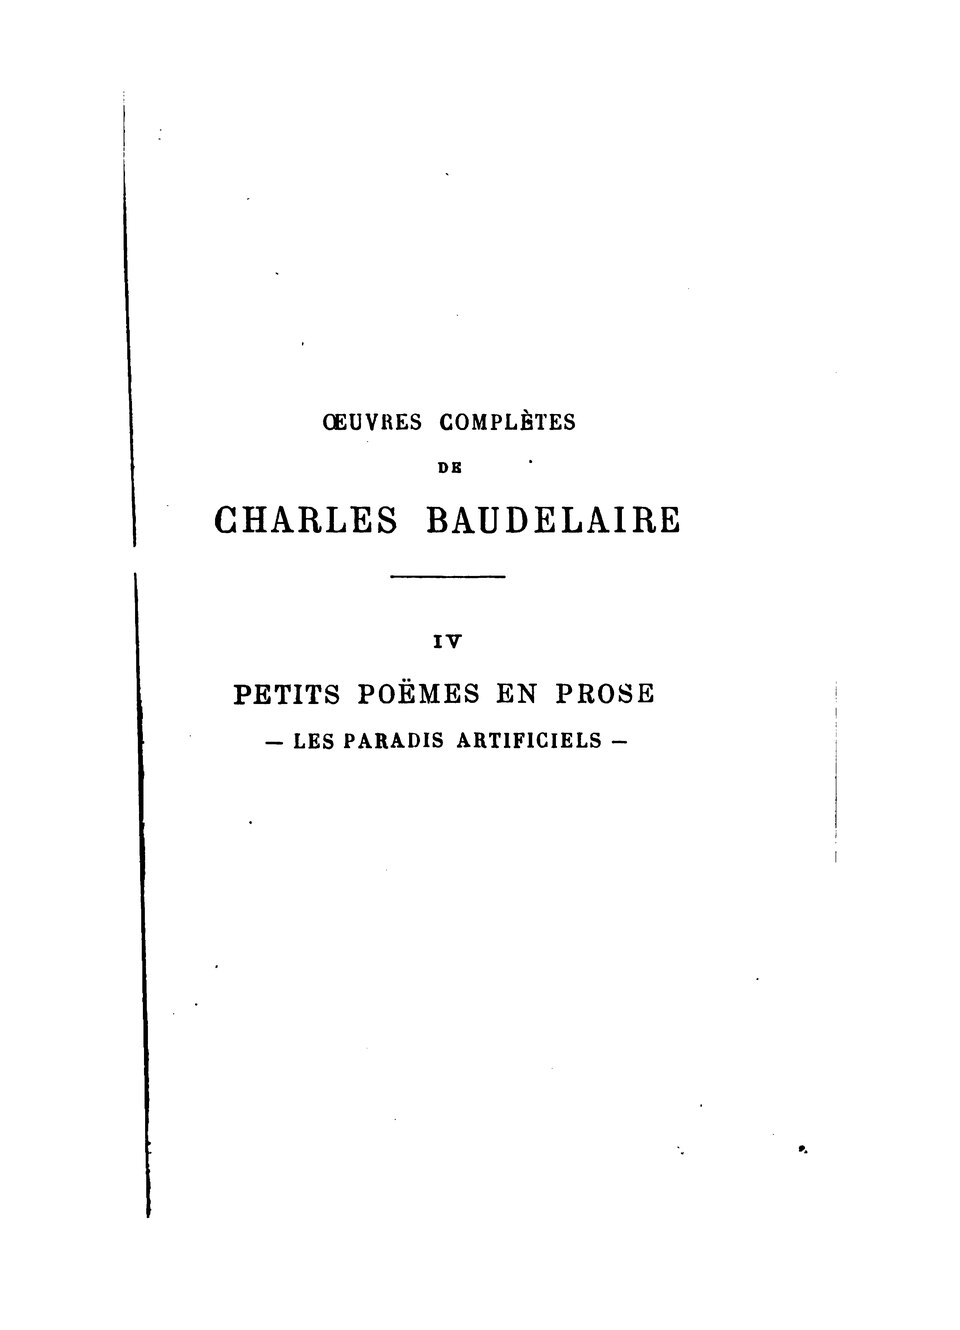 ŒUVRES COMPLÈTES
DE
CHARLES BAUDELAIRE
IV
PETITS POËMES EN PROSE
— LES PARADIS ARTIFICIELS —